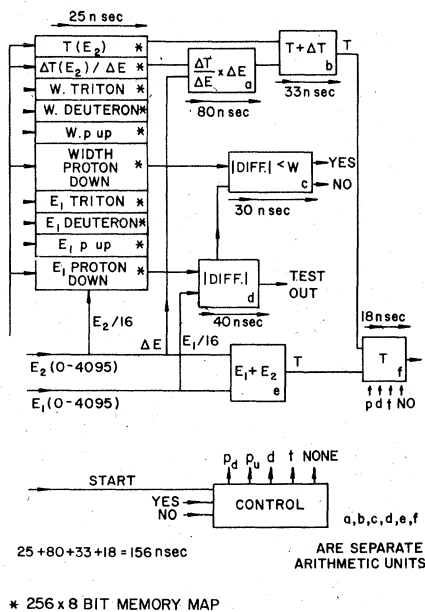 25 n sec
T (E₂) *
ΔT(E₂) / ΔE *
W. TRITON *
W. DEUTERON *
W. p up *
WIDTH
PROTON *
DOWN
E₁ TRITON *
E₁ DEUTERON *
E₁ p up *
E₁ PROTON *
DOWN
ΔT/ΔE × ΔE
a
80 n sec
T + ΔT
b
T
33 n sec
|DIFF.| < W
c
YES
NO
30 n sec
|DIFF.|
d
TEST
OUT
40 n sec
E₂/16
ΔE
E₁/16
18 n sec
E₂ (0-4095)
E₁ (0-4095)
E₁ + E₂
e
T
T
f
p d t NO
p_d p_u d t NONE
START
YES
NO
CONTROL
a,b,c,d,e,f
ARE SEPARATE
ARITHMETIC UNITS
25 + 80 + 33 + 18 = 156 n sec
* 256 x 8 BIT MEMORY MAP